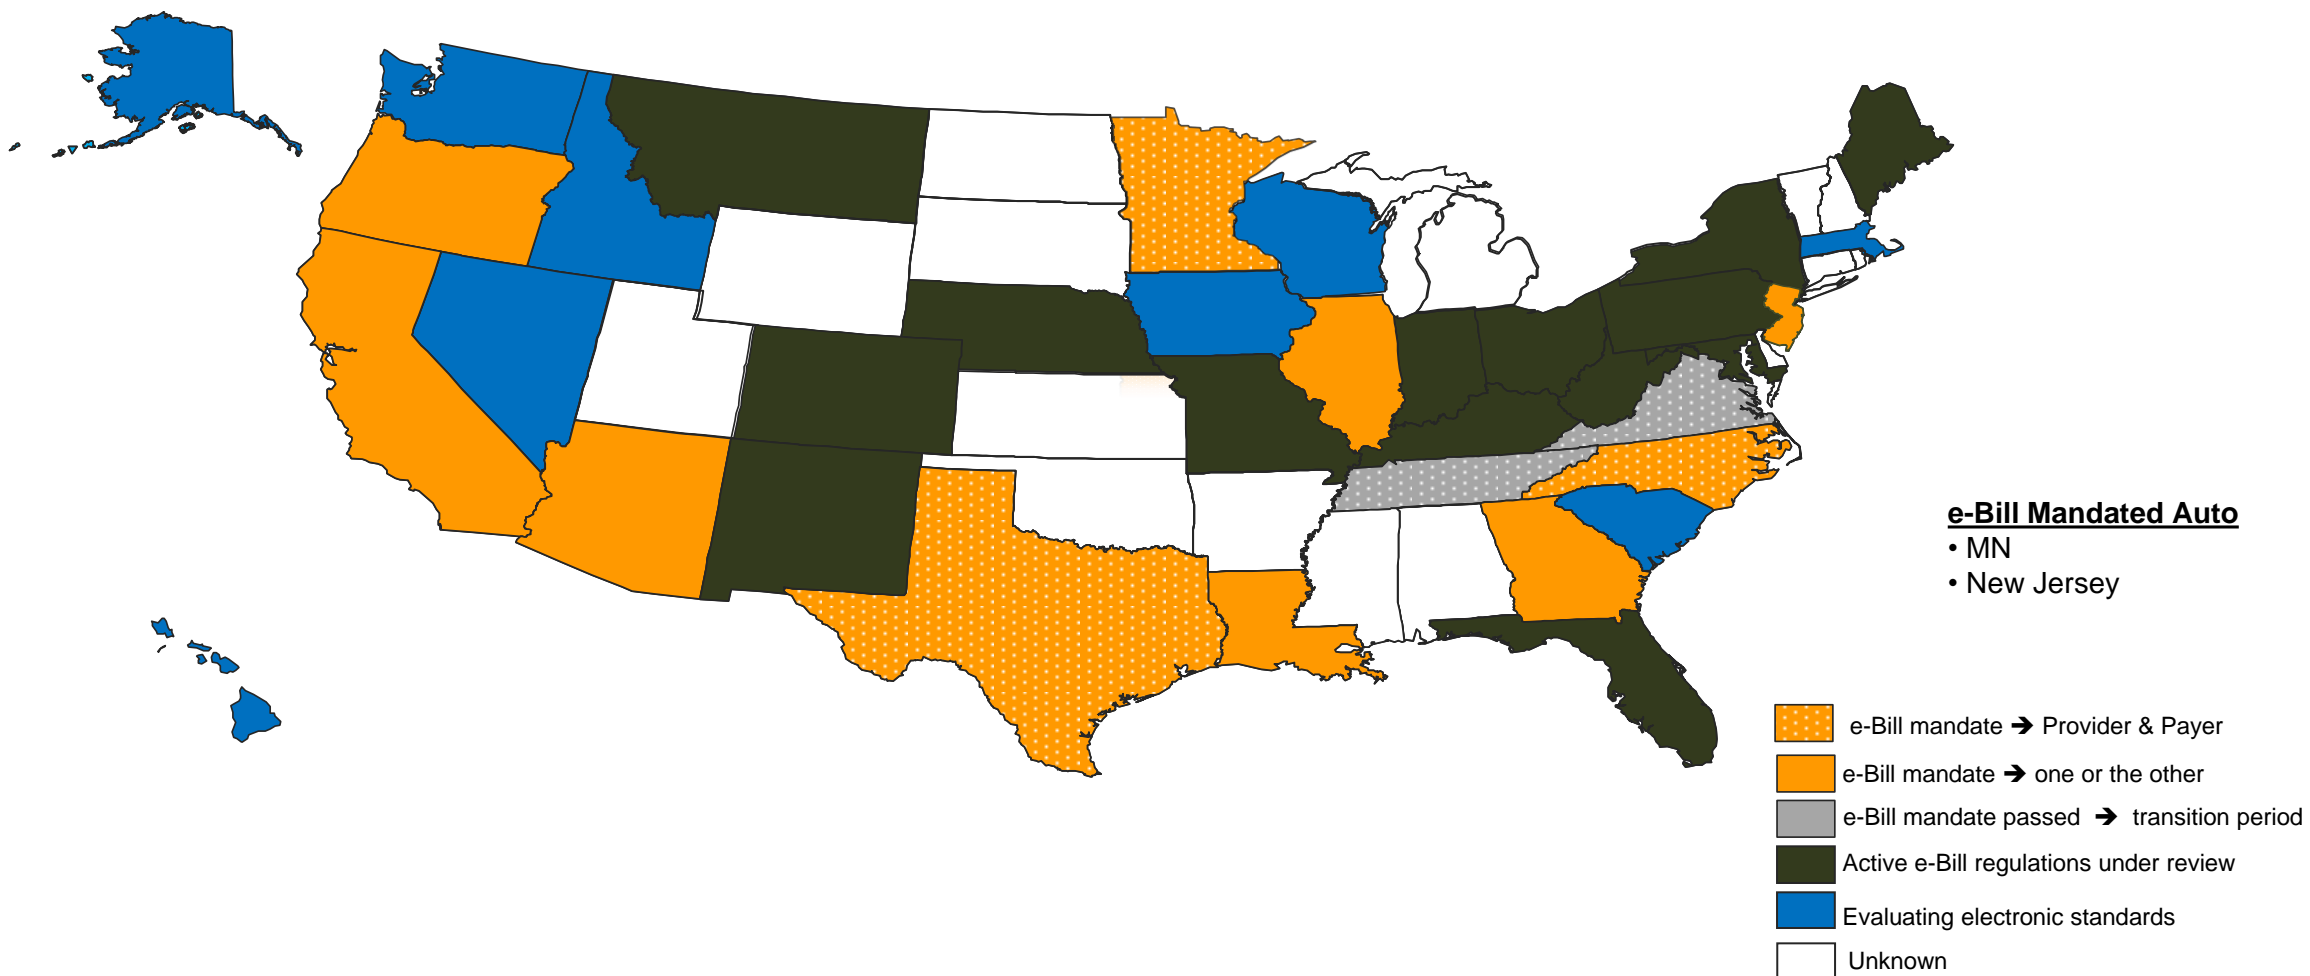 e-Bill Mandated Auto
• MN
• New Jersey
e-Bill mandate ➔ Provider & Payer
e-Bill mandate ➔ one or the other
e-Bill mandate passed ➔ transition period
Active e-Bill regulations under review
Evaluating electronic standards
Unknown